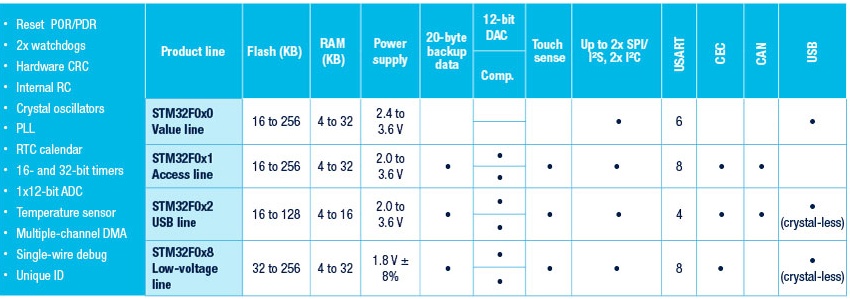 • Reset POR/PDR
• 2x watchdogs
• Hardware CRC
• Internal RC
• Crystal oscillators
• PLL
• RTC calendar
• 16- and 32-bit timers
• 1x12-bit ADC
• Temperature sensor
• Multiple-channel DMA
• Single-wire debug
• Unique ID
Product line
Flash (KB)
RAM
(KB)
Power
supply
20-byte
backup
data
12-bit
DAC
Comp.
Touch
sense
Up to 2x SPI/
I²S, 2x I²C
USART
CEC
CAN
USB
STM32F0x0
Value line
16 to 256
4 to 32
2.4 to
3.6 V
•
6
•
STM32F0x1
Access line
16 to 256
4 to 32
2.0 to
3.6 V
•
•
•
•
•
8
•
•
STM32F0x2
USB line
16 to 128
4 to 16
2.0 to
3.6 V
•
•
•
•
•
4
•
•
•
(crystal-less)
STM32F0x8
Low-voltage
line
32 to 256
4 to 32
1.8 V ±
8%
•
•
•
•
•
8
•
•
(crystal-less)